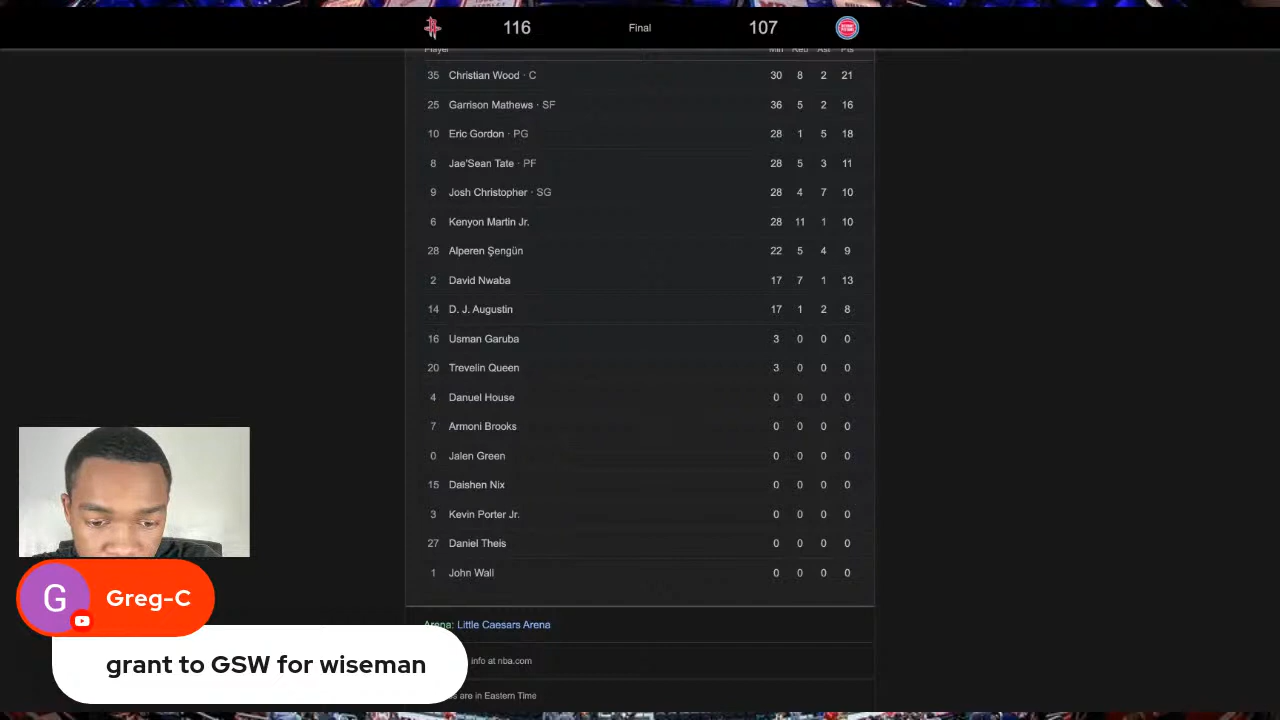 116 Final 107
Player Min Reb Ast Pts
35 Christian Wood · C 30 8 2 21
25 Garrison Mathews · SF 36 5 2 16
10 Eric Gordon · PG 28 1 5 18
8 Jae'Sean Tate · PF 28 5 3 11
9 Josh Christopher · SG 28 4 7 10
6 Kenyon Martin Jr. 28 11 1 10
28 Alperen Şengün 22 5 4 9
2 David Nwaba 17 7 1 13
14 D. J. Augustin 17 1 2 8
16 Usman Garuba 3 0 0 0
20 Trevelin Queen 3 0 0 0
4 Danuel House 0 0 0 0
7 Armoni Brooks 0 0 0 0
0 Jalen Green 0 0 0 0
15 Daishen Nix 0 0 0 0
3 Kevin Porter Jr. 0 0 0 0
27 Daniel Theis 0 0 0 0
1 John Wall 0 0 0 0
Arena: Little Caesars Arena
info at nba.com
are in Eastern Time
G Greg-C
grant to GSW for wiseman